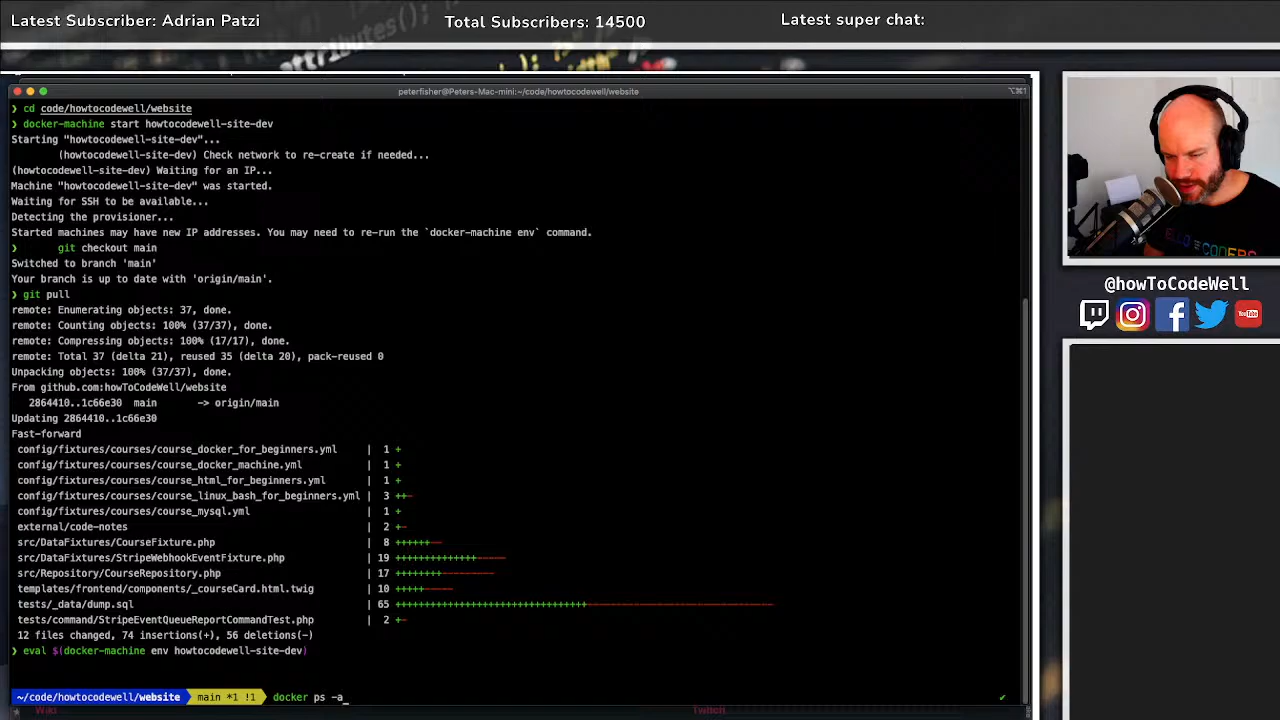 Latest Subscriber: Adrian Patzi
Total Subscribers: 14500
Latest super chat:
peterfisher@Peters-Mac-mini:~/code/howtocodewell/website
⌥⌘1
❯ cd code/howtocodewell/website
❯ docker-machine start howtocodewell-site-dev
Starting "howtocodewell-site-dev"...
(howtocodewell-site-dev) Check network to re-create if needed...
(howtocodewell-site-dev) Waiting for an IP...
Machine "howtocodewell-site-dev" was started.
Waiting for SSH to be available...
Detecting the provisioner...
Started machines may have new IP addresses. You may need to re-run the `docker-machine env` command.
❯ git checkout main
Switched to branch 'main'
Your branch is up to date with 'origin/main'.
❯ git pull
remote: Enumerating objects: 37, done.
remote: Counting objects: 100% (37/37), done.
remote: Compressing objects: 100% (17/17), done.
remote: Total 37 (delta 21), reused 35 (delta 20), pack-reused 0
Unpacking objects: 100% (37/37), done.
From github.com:howToCodeWell/website
2864410..1c66e30 main -> origin/main
Updating 2864410..1c66e30
Fast-forward
config/fixtures/courses/course_docker_for_beginners.yml | 1 +
config/fixtures/courses/course_docker_machine.yml | 1 +
config/fixtures/courses/course_html_for_beginners.yml | 1 +
config/fixtures/courses/course_linux_bash_for_beginners.yml | 3 ++-
config/fixtures/courses/course_mysql.yml | 1 +
external/code-notes | 2 +-
src/DataFixtures/CourseFixture.php | 8 ++++++--
src/DataFixtures/StripeWebhookEventFixture.php | 19 ++++++++++++++-----
src/Repository/CourseRepository.php | 17 ++++++++---------
templates/frontend/components/_courseCard.html.twig | 10 +++++-----
tests/_data/dump.sql | 65 +++++++++++++++++++++++++++++++++---------------------------------
tests/command/StripeEventQueueReportCommandTest.php | 2 +-
12 files changed, 74 insertions(+), 56 deletions(-)
❯ eval $(docker-machine env howtocodewell-site-dev)
~/code/howtocodewell/website main *1 !1 docker ps -a_ ✔
@howToCodeWell
YouTube
Wiki
Twitch